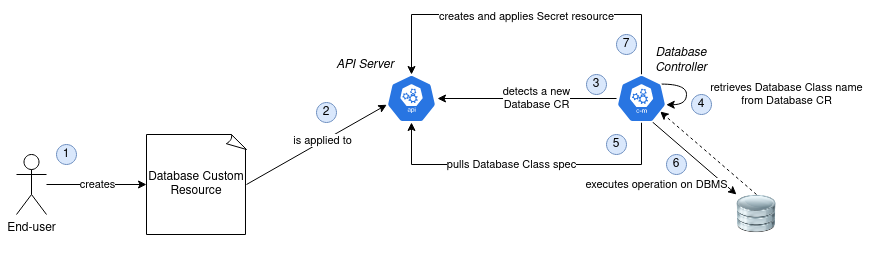 creates and applies Secret resource
7
Database
Controller
API Server
3
detects a new
Database CR
4
retrieves Database Class name
from Database CR
api
c-m
2
is applied to
5
pulls Database Class spec
1
creates
Database Custom
Resource
6
executes operation on DBMS
End-user